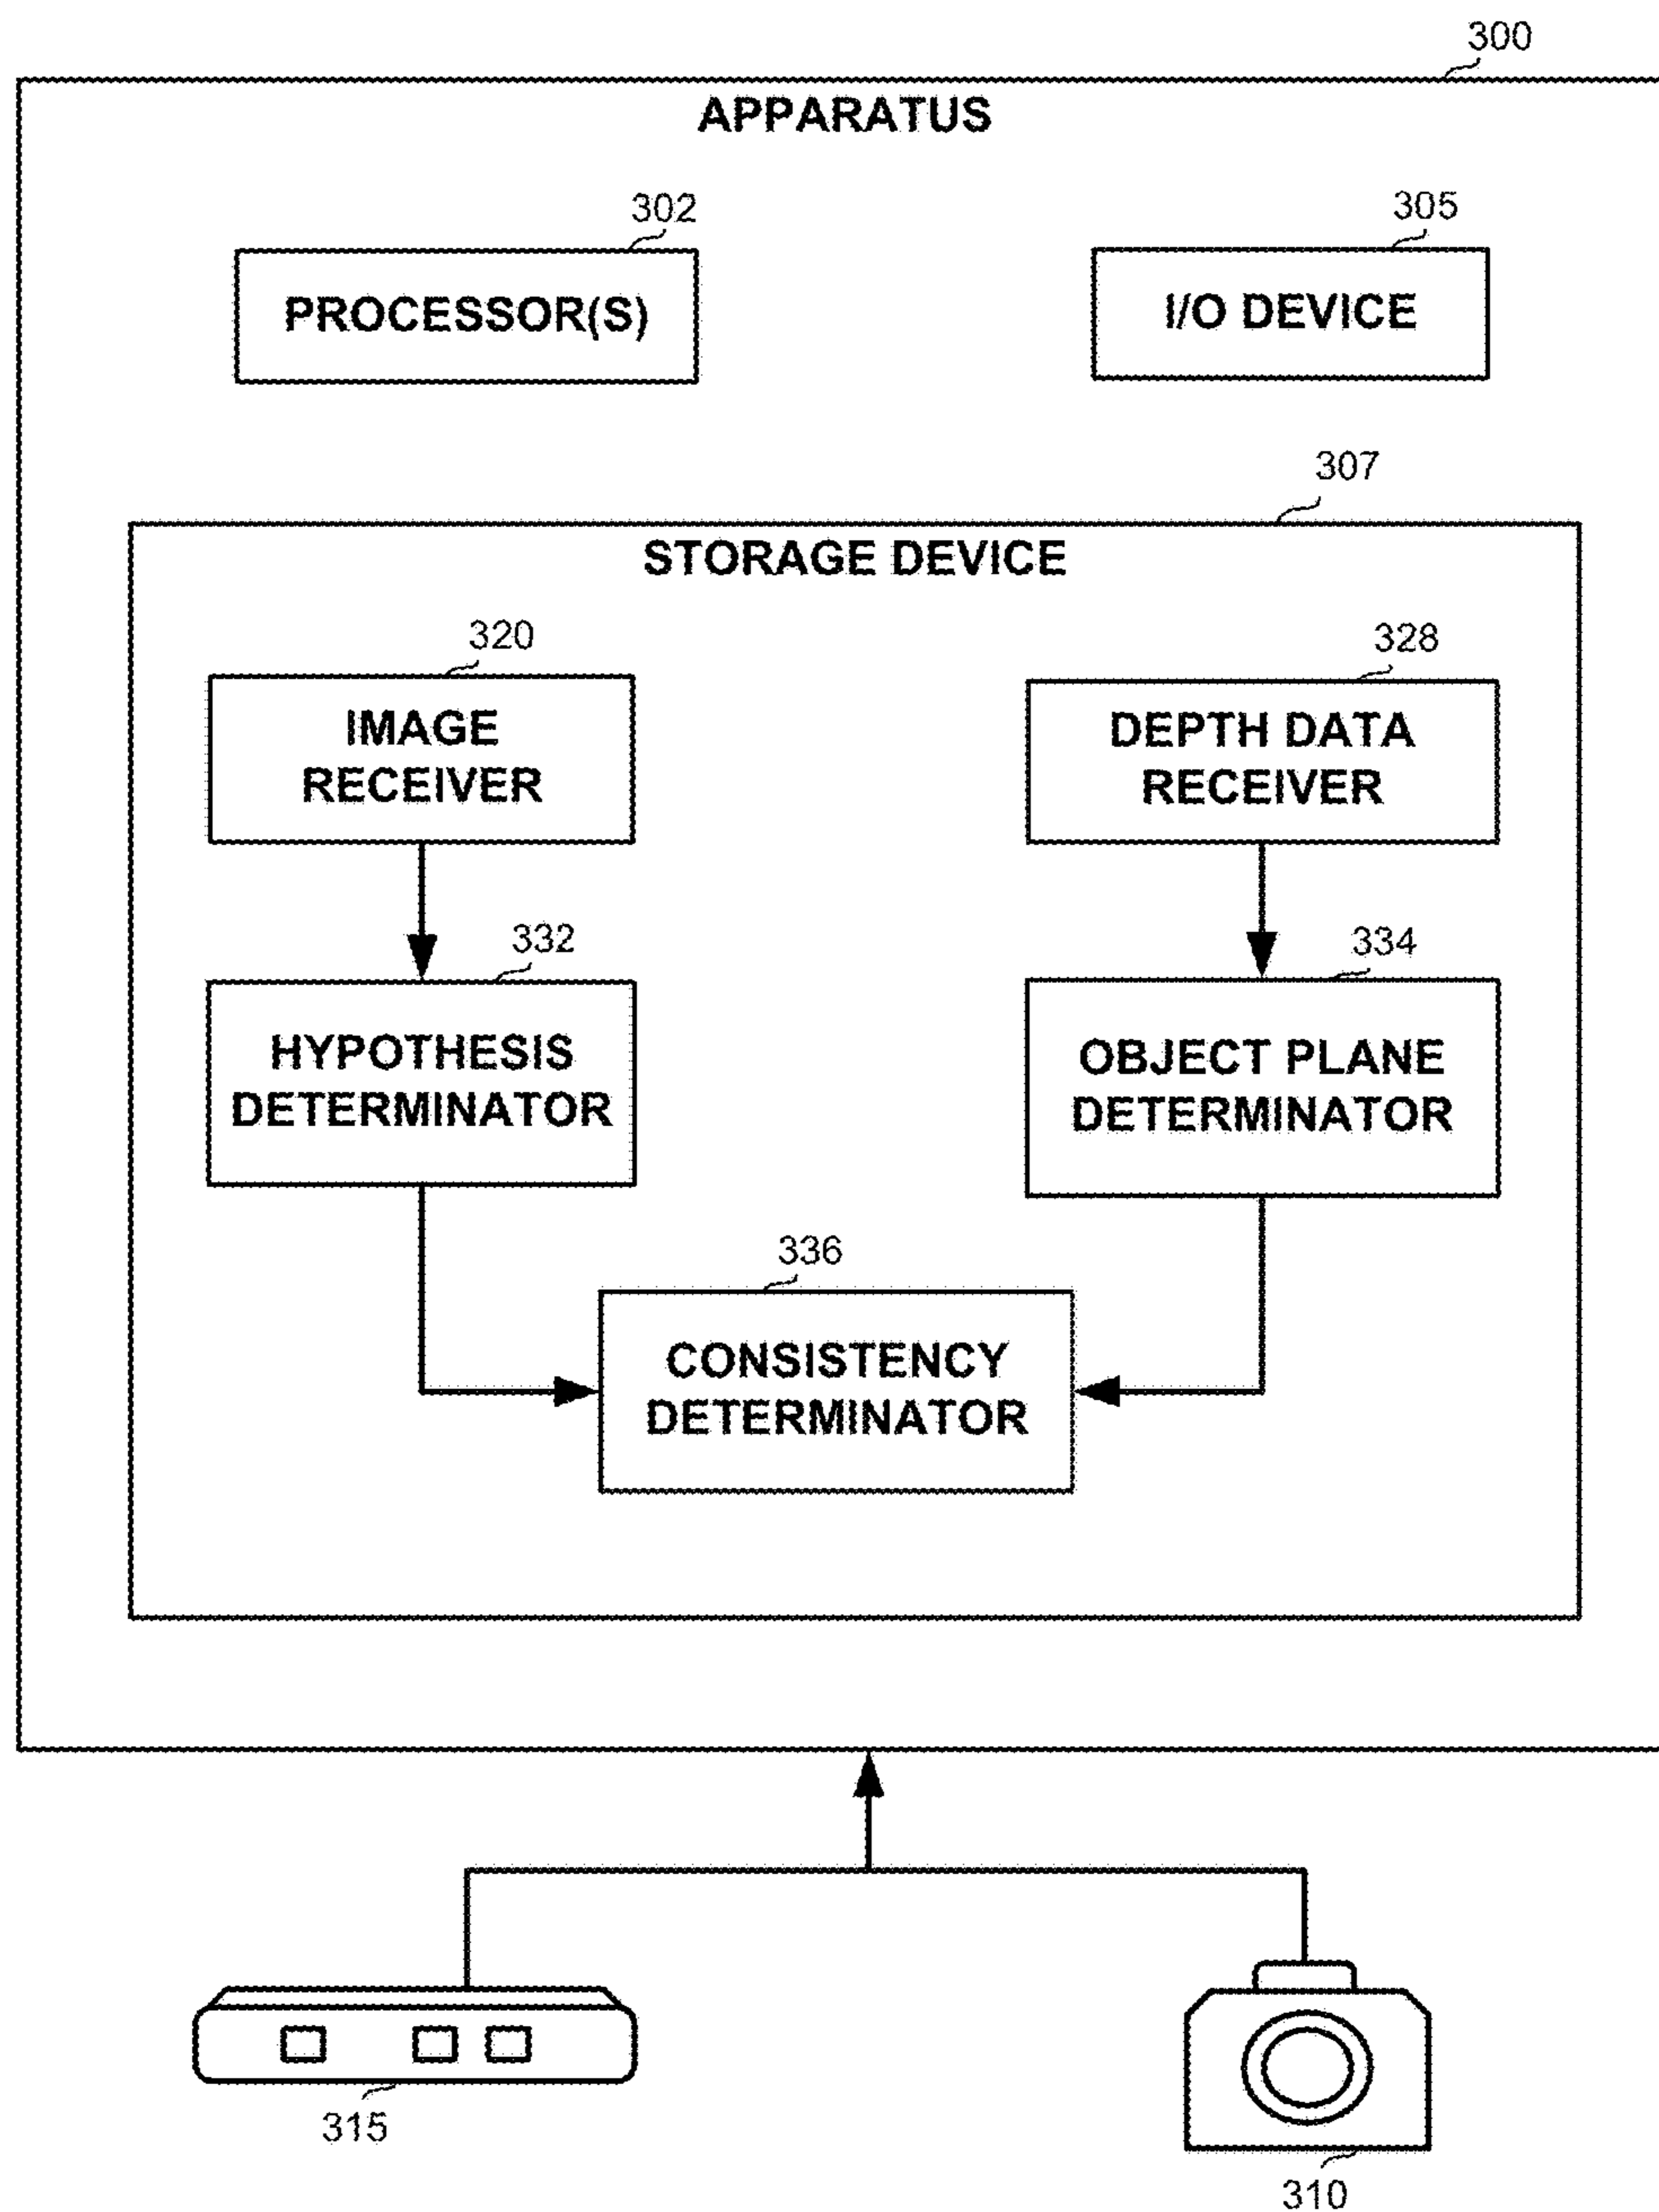 300
APPARATUS
302
305
PROCESSOR(S)
I/O DEVICE
307
STORAGE DEVICE
320
328
IMAGE
RECEIVER
DEPTH DATA
RECEIVER
332
334
HYPOTHESIS
DETERMINATOR
OBJECT PLANE
DETERMINATOR
336
CONSISTENCY
DETERMINATOR
315
310